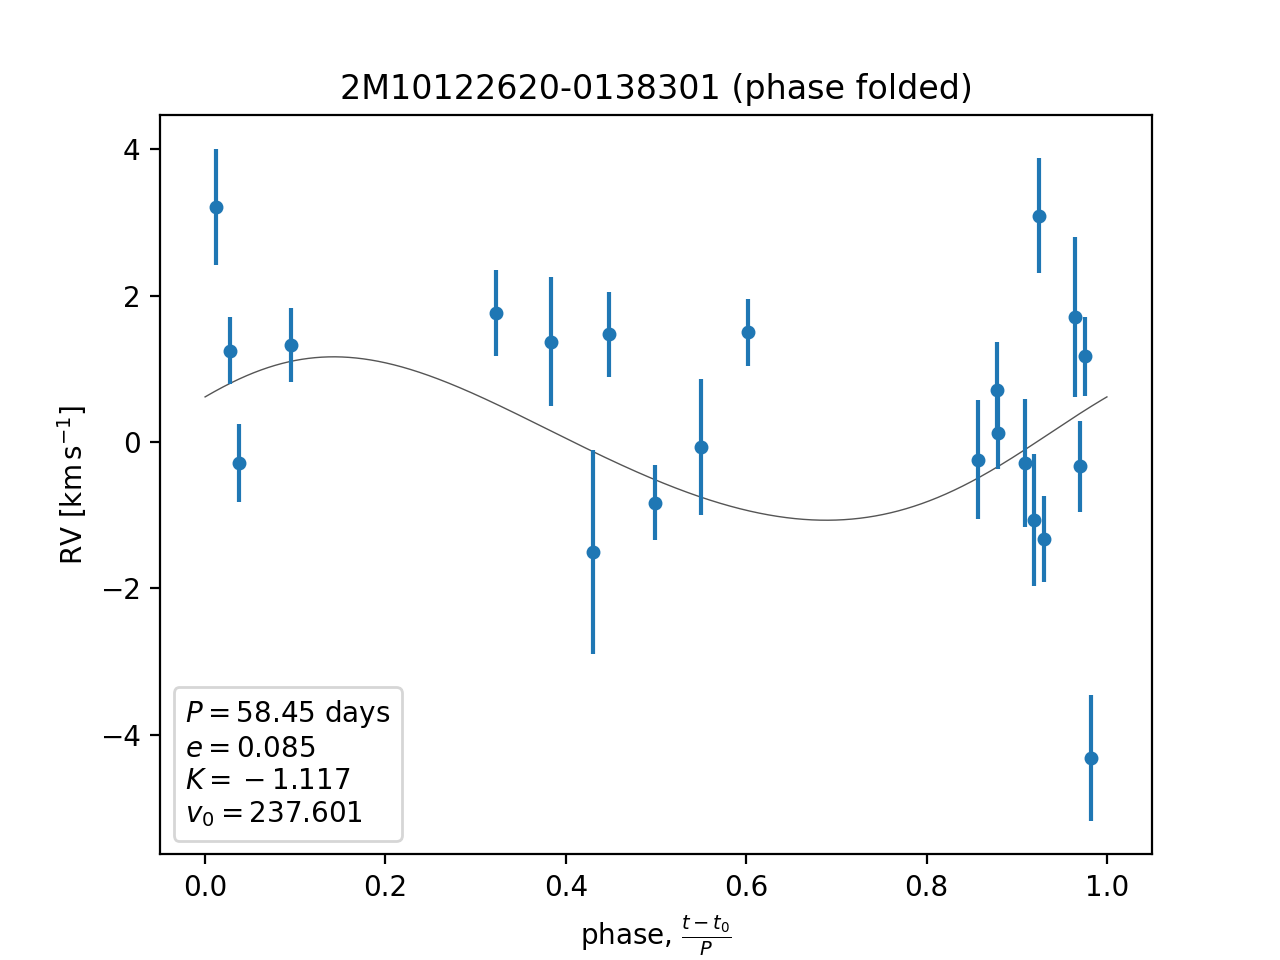 2M10122620-0138301 (phase folded)
RV [km s⁻¹]
4
2
0
−2
−4
P = 58.45 days
e = 0.085
K = −1.117
v₀ = 237.601
0.0 0.2 0.4 0.6 0.8 1.0
phase, (t − t₀)/P